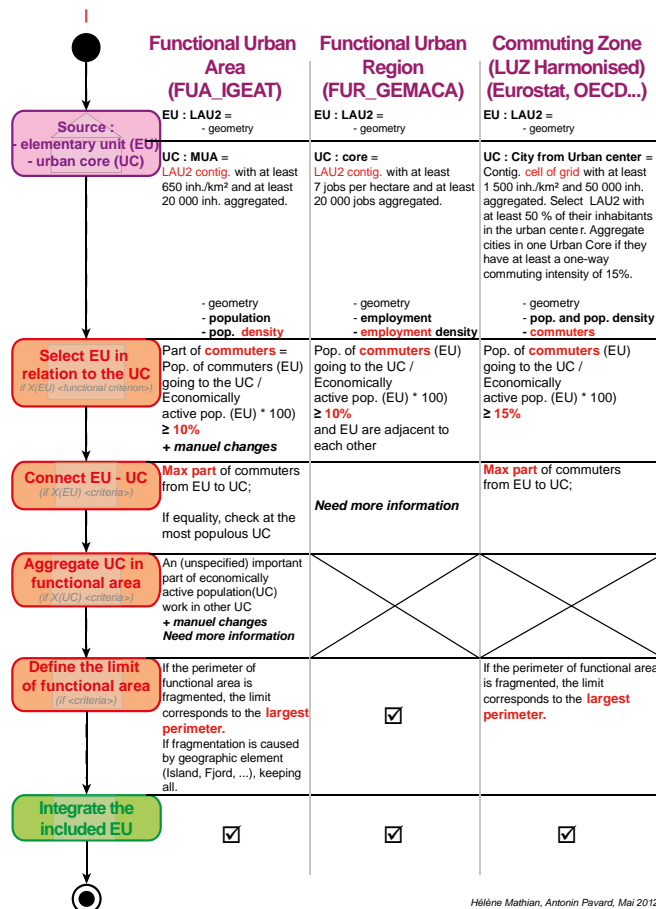 Functional Urban
Area
(FUA_IGEAT)
Functional Urban
Region
(FUR_GEMACA)
Commuting Zone
(LUZ Harmonised)
(Eurostat, OECD...)
Source :
- elementary unit (EU)
- urban core (UC)
EU : LAU2 =
- geometry
EU : LAU2 =
- geometry
EU : LAU2 =
- geometry
UC : MUA =
LAU2 contig. with at least
650 inh./km² and at least
20 000 inh. aggregated.
- geometry
- population
- pop. density
UC : core =
LAU2 contig. with at least
7 jobs per hectare and at least
20 000 jobs aggregated.
- geometry
- employment
- employment density
UC : City from Urban center =
Contig. cell of grid with at least
1 500 inh./km² and 50 000 inh.
aggregated. Select LAU2 with
at least 50 % of their inhabitants
in the urban center. Aggregate
cities in one Urban Core if they
have at least a one-way
commuting intensity of 15%.
- geometry
- pop. and pop. density
- commuters
Select EU in
relation to the UC
if X(EU) <functional criterion>)
Part of commuters =
Pop. of commuters (EU)
going to the UC /
Economically
active pop. (EU) * 100)
≥ 10%
+ manuel changes
Pop. of commuters (EU)
going to the UC /
Economically
active pop. (EU) * 100)
≥ 10%
and EU are adjacent to
each other
Pop. of commuters (EU)
going to the UC /
Economically
active pop. (EU) * 100)
≥ 15%
Connect EU - UC
(if X(EU) <criteria>)
Max part of commuters
from EU to UC;
If equality, check at the
most populous UC
Need more information
Max part of commuters
from EU to UC;
Aggregate UC in
functional area
(if X(UC) <criteria>)
An (unspecified) important
part of economically
active population(UC)
work in other UC
+ manuel changes
Need more information
Define the limit
of functional area
(if <criteria>)
If the perimeter of
functional area is
fragmented, the limit
corresponds to the largest
perimeter.
If fragmentation is caused
by geographic element
(Island, Fjord, ...), keeping
all.
If the perimeter of functional area
is fragmented, the limit
corresponds to the largest
perimeter.
Integrate the
included EU
Hélène Mathian, Antonin Pavard, Mai 2012